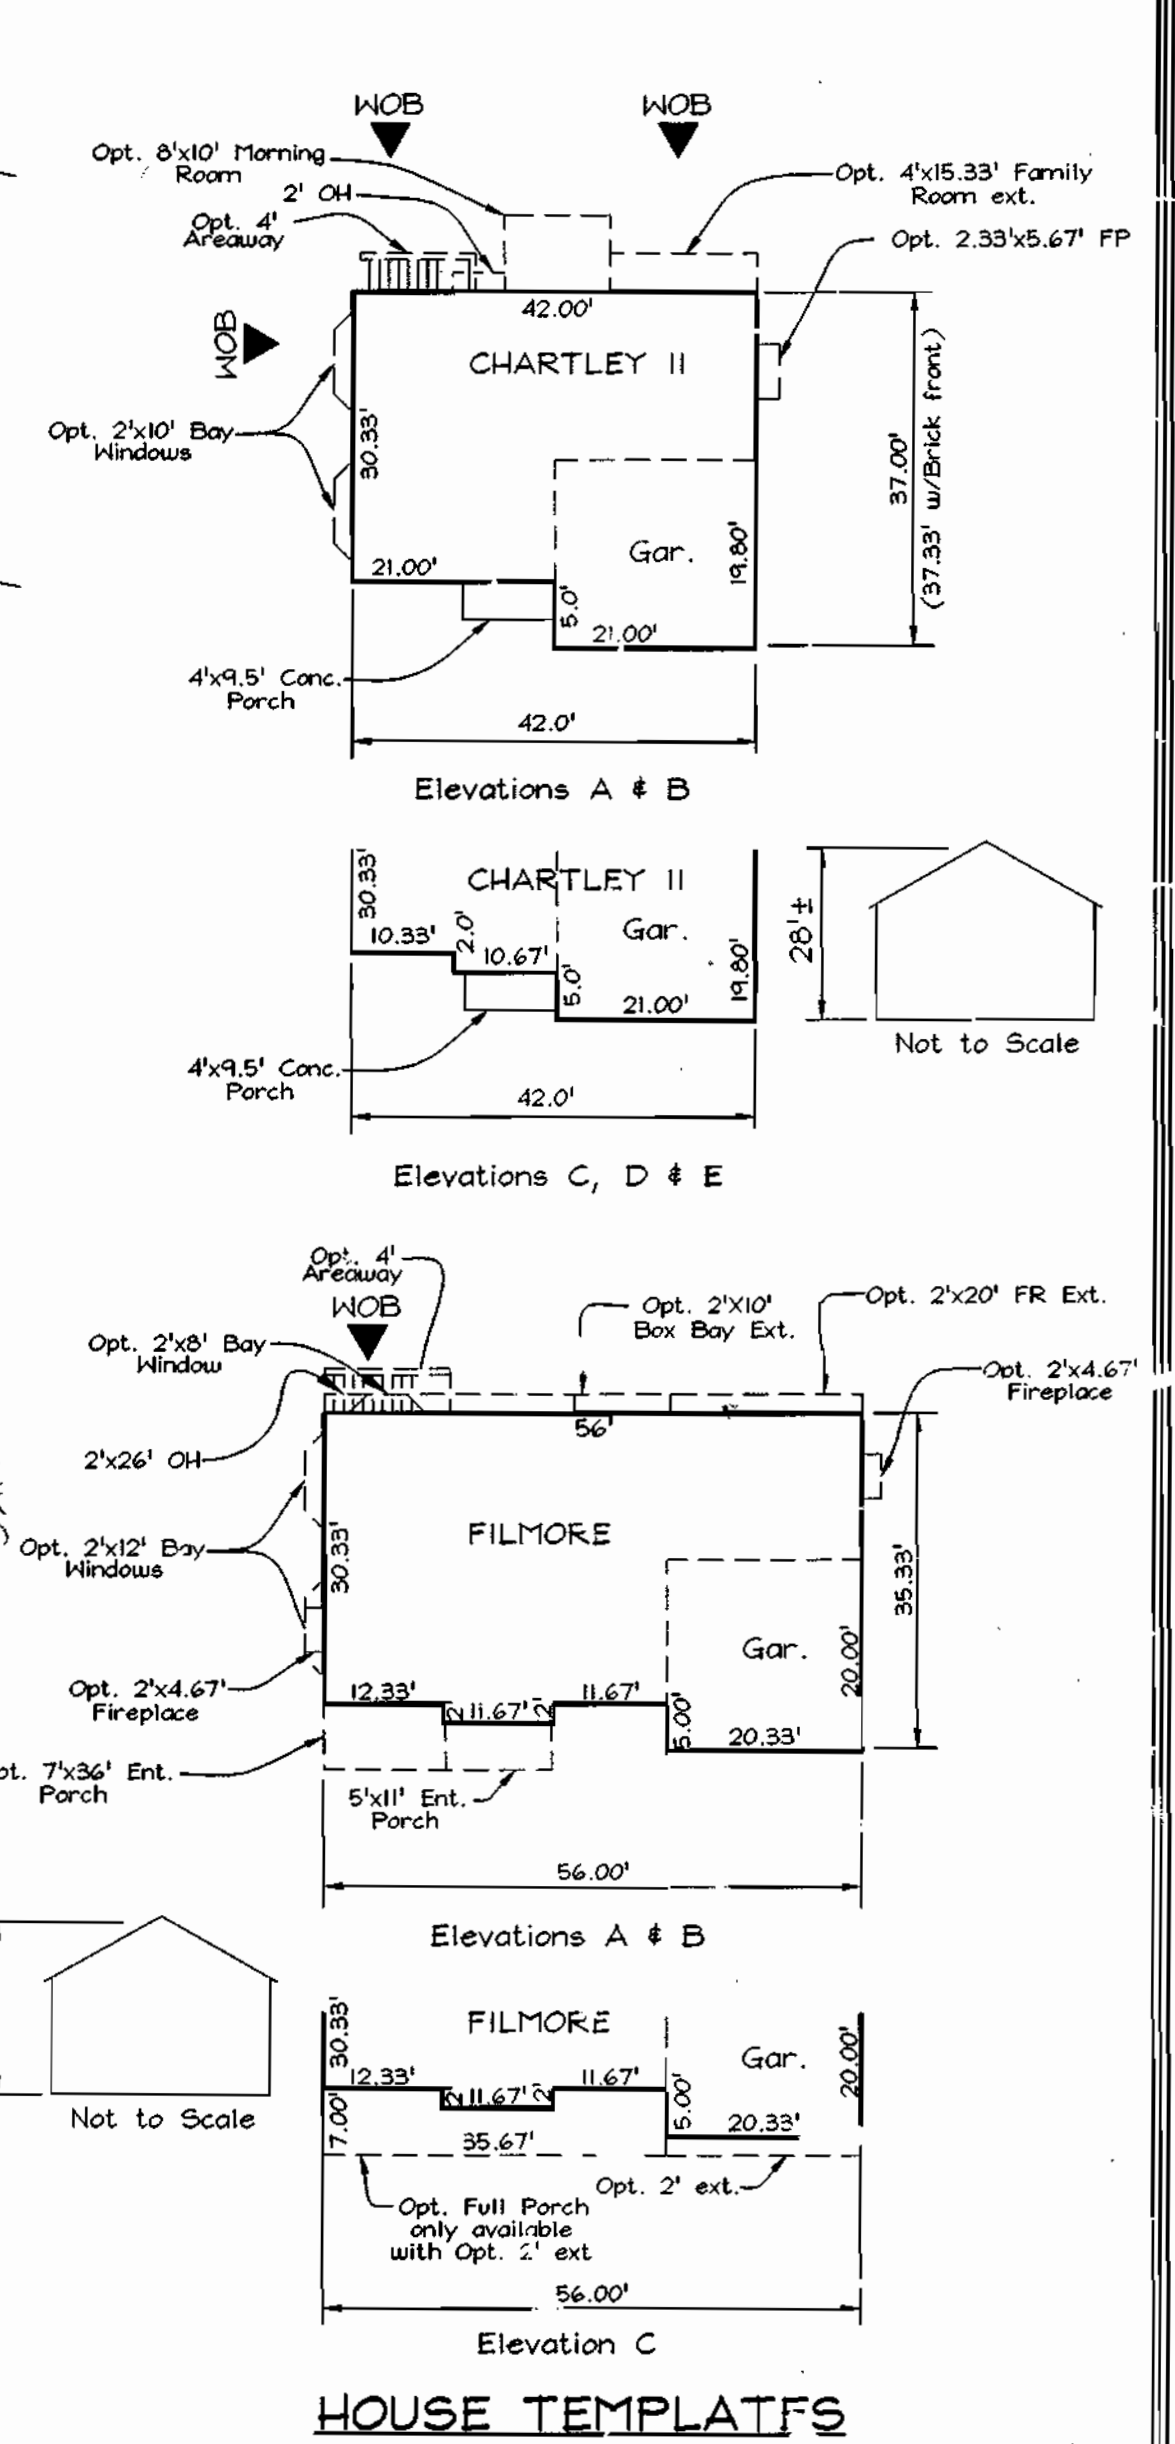 WOB
WOB
Opt. 8'x10' Morning
Room
2' OH
Opt. 4'
Areaway
Opt. 4'x15.33' Family
Room ext.
Opt. 2.33'x5.67' FP
42.00'
WOB
CHARTLEY II
Opt. 2'x10' Bay
Windows
30.33'
37.00'
(37.33' w/Brick front)
Gar.
19.80'
21.00'
5.0'
21.00'
4'x9.5' Conc.
Porch
42.0'
Elevations A & B
30.33'
CHARTLEY II
Gar.
10.33'
2.0'
10.67'
5.0'
21.00'
19.80'
28'±
Not to Scale
4'x9.5' Conc.
Porch
42.0'
Elevations C, D & E
Opt. 4'
Areaway
WOB
Opt. 2'x8' Bay
Window
Opt. 2'X10'
Box Bay Ext.
Opt. 2'x20' FR Ext.
Opt. 2'x4.67'
Fireplace
56'
2'x26' OH
FILMORE
Opt. 2'x12' Bay
Windows
30.33'
35.33'
Gar.
20.00'
Opt. 2'x4.67'
Fireplace
12.33'
2
11.67'
2
11.67'
5.00'
20.33'
pt. 7'x36' Ent.
Porch
5'x11' Ent.
Porch
56.00'
Elevations A & B
Not to Scale
30.33'
FILMORE
Gar.
20.00'
12.33'
2
11.67'
2
11.67'
5.00'
20.33'
7.00'
35.67'
Opt. 2' ext.
Opt. Full Porch
only available
with Opt. 2' ext
56.00'
Elevation C
HOUSE TEMPLATES